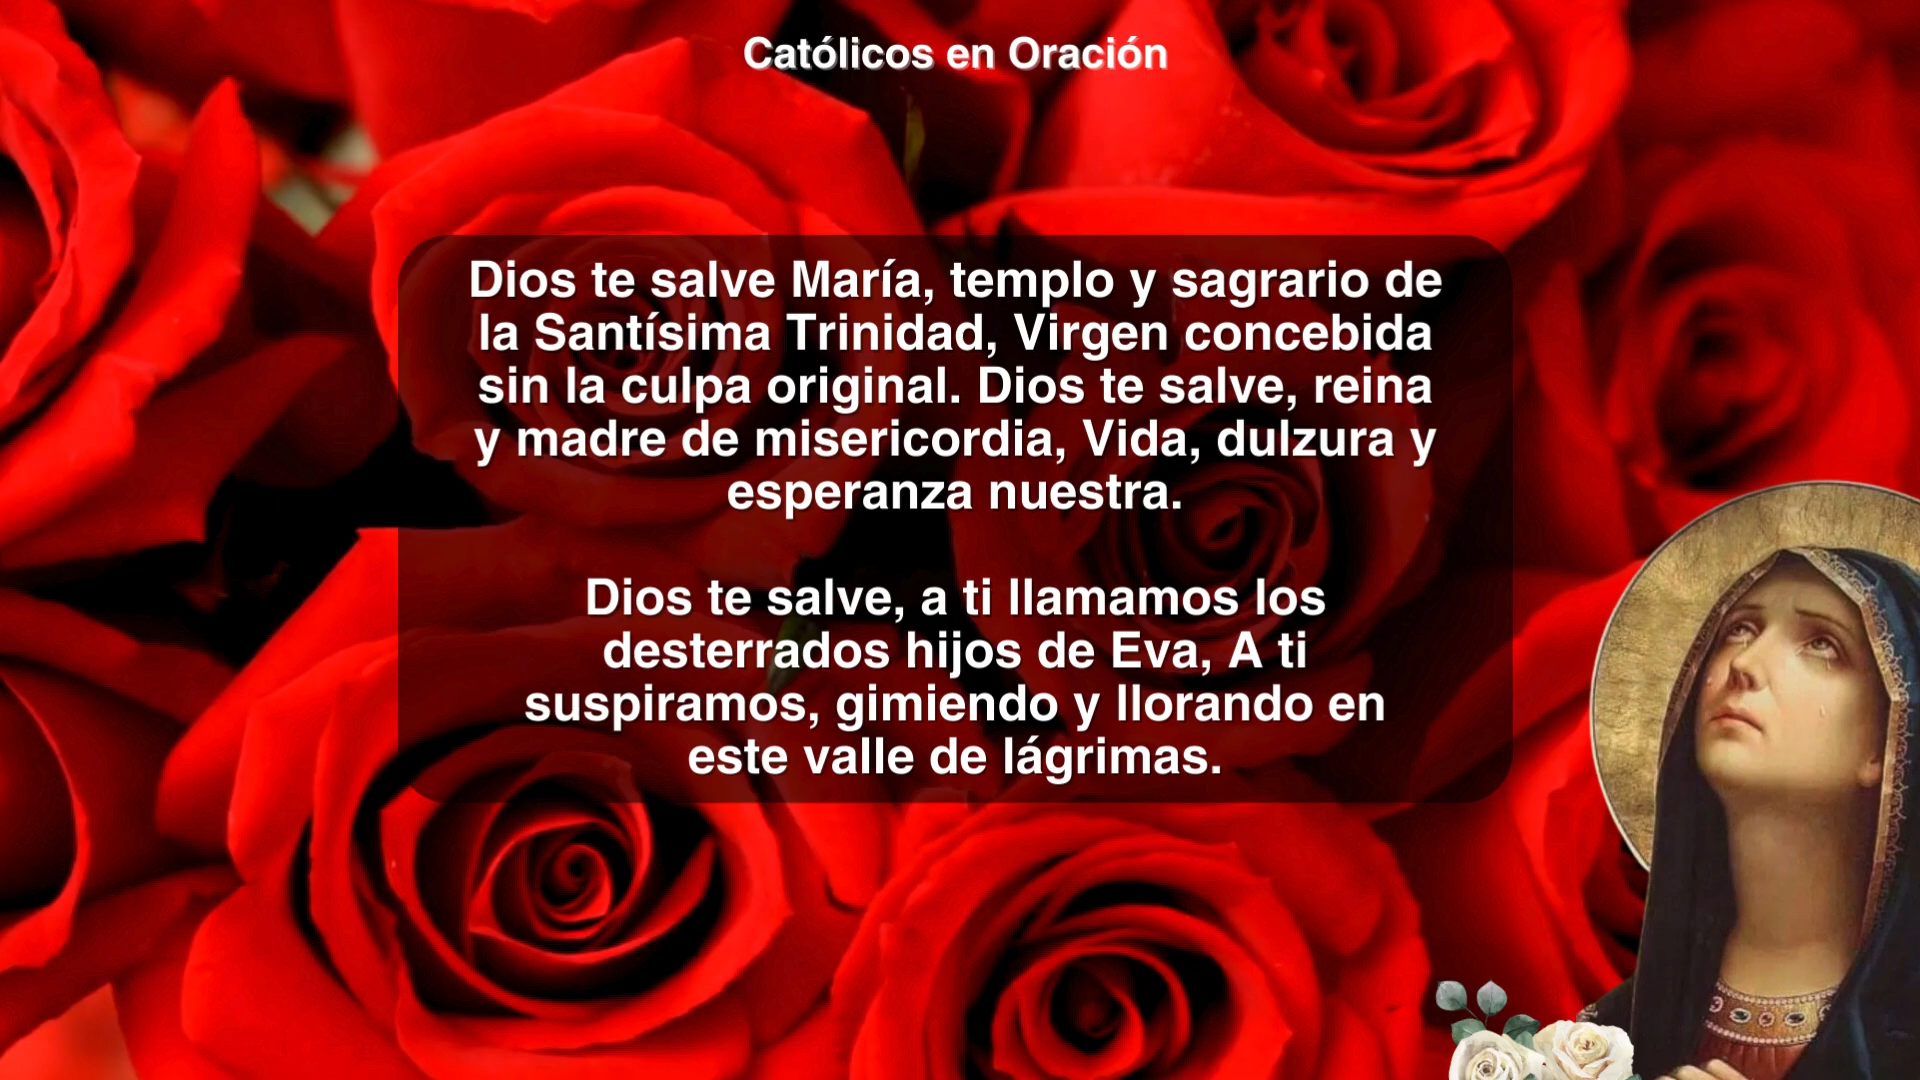 Católicos en Oración
Dios te salve María, templo y sagrario de
la Santísima Trinidad, Virgen concebida
sin la culpa original. Dios te salve, reina
y madre de misericordia, Vida, dulzura y
esperanza nuestra.
Dios te salve, a ti llamamos los
desterrados hijos de Eva, A ti
suspiramos, gimiendo y llorando en
este valle de lágrimas.